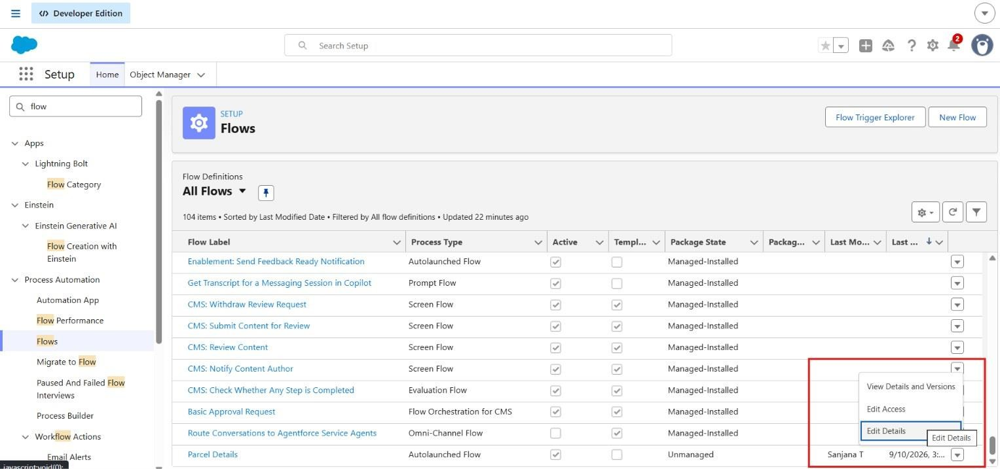 Developer Edition
Search Setup
2
Setup
Home
Object Manager
flow
Apps
Lightning Bolt
Flow Category
Einstein
Einstein Generative AI
Flow Creation with
Einstein
Process Automation
Automation App
Flow Performance
Flows
Migrate to Flow
Paused And Failed Flow
Interviews
Process Builder
Workflow Actions
Email Alerts
javascript:void(0);
SETUP
Flows
Flow Trigger Explorer
New Flow
Flow Definitions
All Flows
104 items • Sorted by Last Modified Date • Filtered by All flow definitions • Updated 22 minutes ago
Flow Label Process Type Active Templ... Package State Packag... Last Mo... Last ...
Enablement: Send Feedback Ready Notification Autolaunched Flow Managed-Installed
Get Transcript for a Messaging Session in Copilot Prompt Flow Managed-Installed
CMS: Withdraw Review Request Screen Flow Managed-Installed
CMS: Submit Content for Review Screen Flow Managed-Installed
CMS: Review Content Screen Flow Managed-Installed
CMS: Notify Content Author Screen Flow Managed-Installed
CMS: Check Whether Any Step is Completed Evaluation Flow Managed-Installed
Basic Approval Request Flow Orchestration for CMS Managed-Installed
Route Conversations to Agentforce Service Agents Omni-Channel Flow Managed-Installed
Parcel Details Autolaunched Flow Unmanaged Sanjana T 9/10/2026, 3:...
View Details and Versions
Edit Access
Edit Details
Edit Details